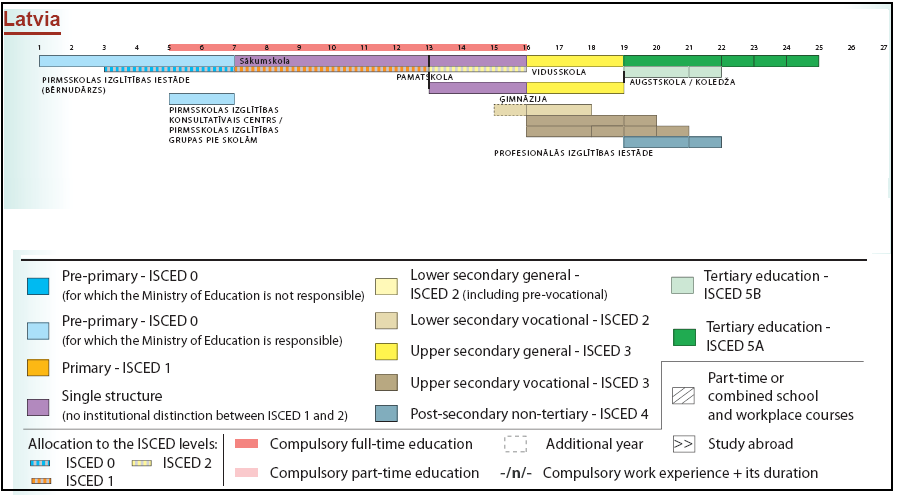 Latvia
1 2 3 4 5 6 7 8 9 10 11 12 13 14 15 16 17 18 19 20 21 22 23 24 25 26 27
Sākumskola
PIRMSSKOLAS IZGLĪTĪBAS IESTĀDE
(BĒRNUDĀRZS)
PAMATSKOLA
VIDUSSKOLA
AUGSTSKOLA / KOLEDŽA
ĢIMNĀZIJA
PIRMSSKOLAS IZGLĪTĪBAS
KONSULTATĪVAIS CENTRS /
PIRMSSKOLAS IZGLĪTĪBAS
GRUPAS PIE SKOLĀM
PROFESIONĀLĀS IZGLĪTĪBAS IESTĀDE
Pre-primary - ISCED 0
(for which the Ministry of Education is not responsible)
Pre-primary - ISCED 0
(for which the Ministry of Education is responsible)
Primary - ISCED 1
Single structure
(no institutional distinction between ISCED 1 and 2)
Lower secondary general -
ISCED 2 (including pre-vocational)
Lower secondary vocational - ISCED 2
Upper secondary general - ISCED 3
Upper secondary vocational - ISCED 3
Post-secondary non-tertiary - ISCED 4
Tertiary education -
ISCED 5B
Tertiary education -
ISCED 5A
Part-time or
combined school
and workplace courses
Allocation to the ISCED levels:
ISCED 0 ISCED 2
ISCED 1
Compulsory full-time education
Compulsory part-time education
Additional year
-/n/- Compulsory work experience + its duration
>> Study abroad